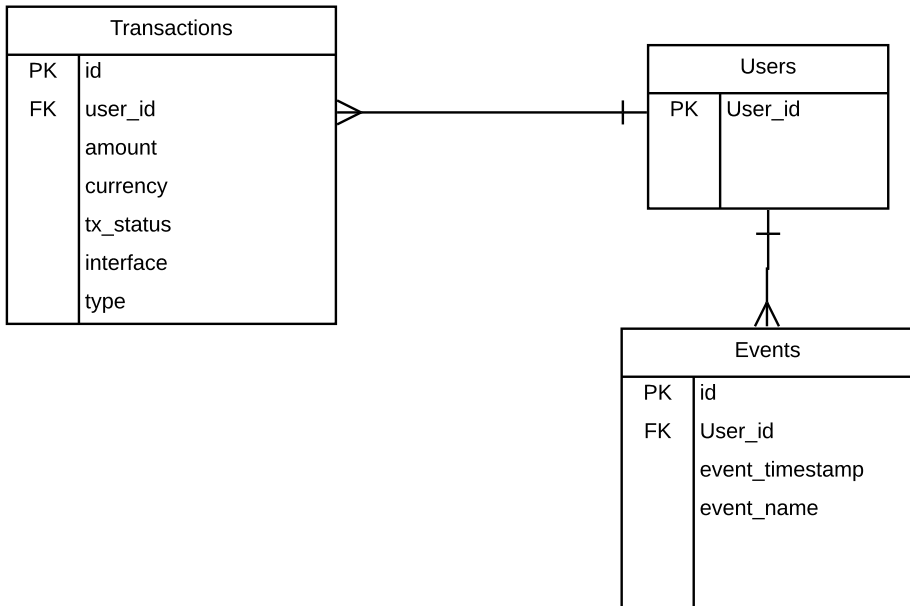 Transactions
PK id
FK user_id
amount
currency
tx_status
interface
type
Users
PK User_id
Events
PK id
FK User_id
event_timestamp
event_name